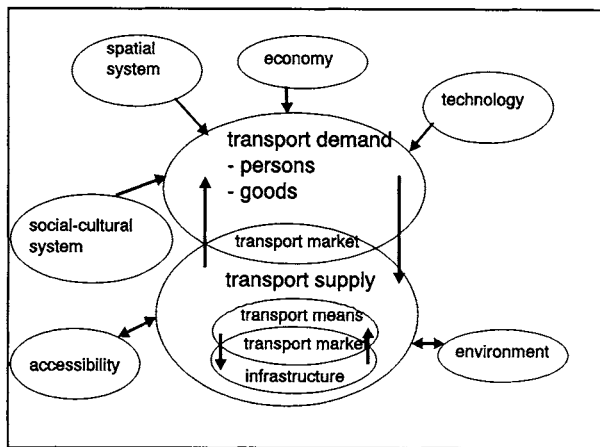 spatial
system
economy
technology
transport demand
- persons
- goods
social-cultural
system
transport market
transport supply
transport means
transport market
infrastructure
accessibility
environment